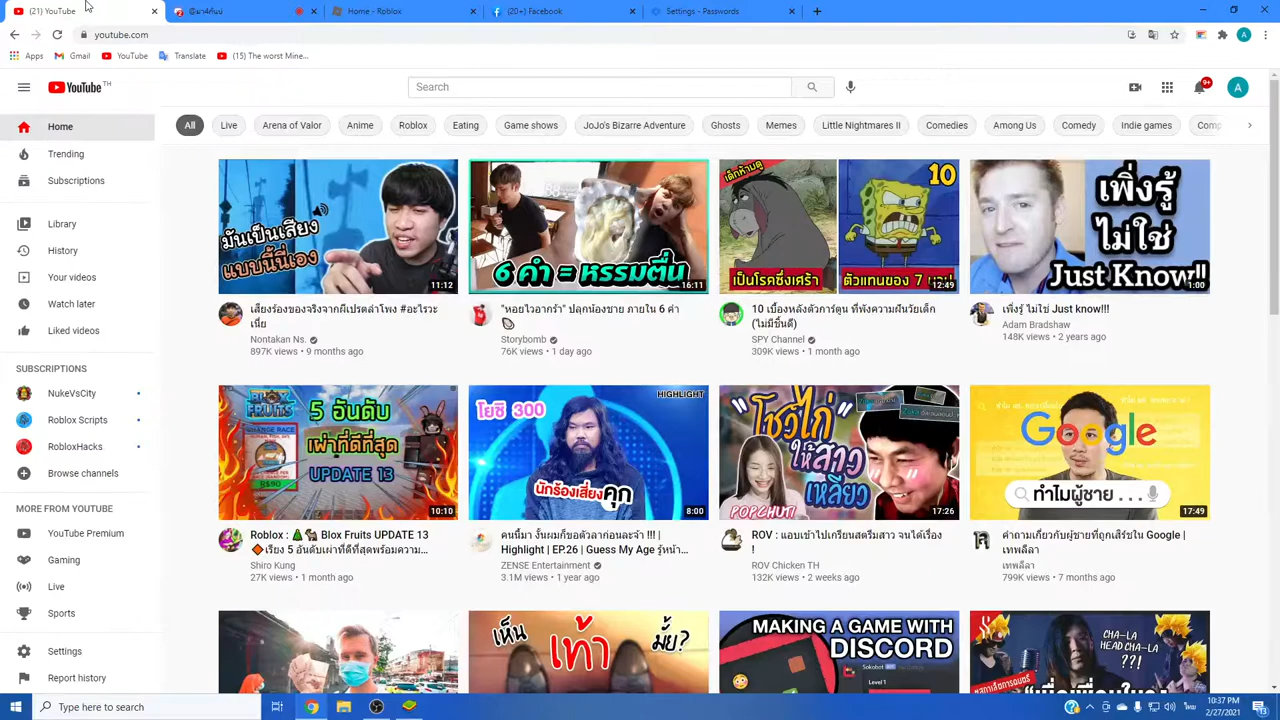 (21) YouTube
Home - Roblox
(20+) Facebook
Settings - Passwords
youtube.com
Apps
Gmail
YouTube
Translate
(15) The worst Mine...
YouTube TH
Search
9+
A
Home
Trending
Subscriptions
Library
History
Your videos
Watch later
Liked videos
SUBSCRIPTIONS
NukeVsCity
Roblox Scripts
RobloxHacks
Browse channels
MORE FROM YOUTUBE
YouTube Premium
Gaming
Live
Sports
Settings
Report history
All
Live
Arena of Valor
Anime
Roblox
Eating
Game shows
JoJo's Bizarre Adventure
Ghosts
Memes
Little Nightmares II
Comedies
Among Us
Comedy
Indie games
Comp
มันเป็นเสียง
แบบนี้นี่เอง
11:12
เสียงร้องของจริงจากผีเปรตลำโพง #อะไรวะ
เนี่ย
Nontakan Ns.
897K views • 9 months ago
6 คำ = หรรมตื่น
16:11
"หอยไวอากร้า" ปลุกน้องชาย ภายใน 6 คำ
Storybomb
76K views • 1 day ago
เด็กห้ามดู
10
เป็นโรคซึ่งเศร้า
ตัวแทนของ 7
12:49
10 เบื้องหลังตัวการ์ตูน ที่พังความฝันวัยเด็ก
(ไม่มีชิ้นดี)
SPY Channel
309K views • 1 month ago
เพิ่งรู้
ไม่ใช่
Just Know!!
1:00
เพิ่งรู้ ไม่ใช่ Just know!!!
Adam Bradshaw
148K views • 2 years ago
BLOX FRUITS
5 อันดับ
เผ่าที่ดีที่สุด
UPDATE 13
CHANGE RACE
R$90
10:10
Roblox : 🎄🐴 Blox Fruits UPDATE 13
🔶เรียง 5 อันดับเผ่าที่ดีที่สุดพร้อมความ...
Shiro Kung
27K views • 1 month ago
HIGHLIGHT
โยชิ 300
นักร้องเสียงคุก
8:00
คนนี้มา งั้นผมก็ขอตัวลาก่อนละจ้า !!! |
Highlight | EP.26 | Guess My Age รู้หน้า...
ZENSE Entertainment
3.1M views • 1 year ago
"โชว์ไก่"
ให้สาว
เหลียว
POPCHUTI
17:26
ROV : แอบเข้าไปเกรียนสตรีมสาว จนได้เรื่อง
!
ROV Chicken TH
132K views • 2 weeks ago
Google
ทำไมผู้ชาย . . .
17:49
คำถามเกี่ยวกับผู้ชายที่ถูกเสิร์ชใน Google |
เทพลีลา
เทพลีลา
799K views • 7 months ago
เห็น เท้า มั้ย?
MAKING A GAME WITH
DISCORD
Sokobot
Level 1
CHA-LA
HEAD CHA-LA
??!
Type here to search
ไทย
10:37 PM
2/27/2021
13